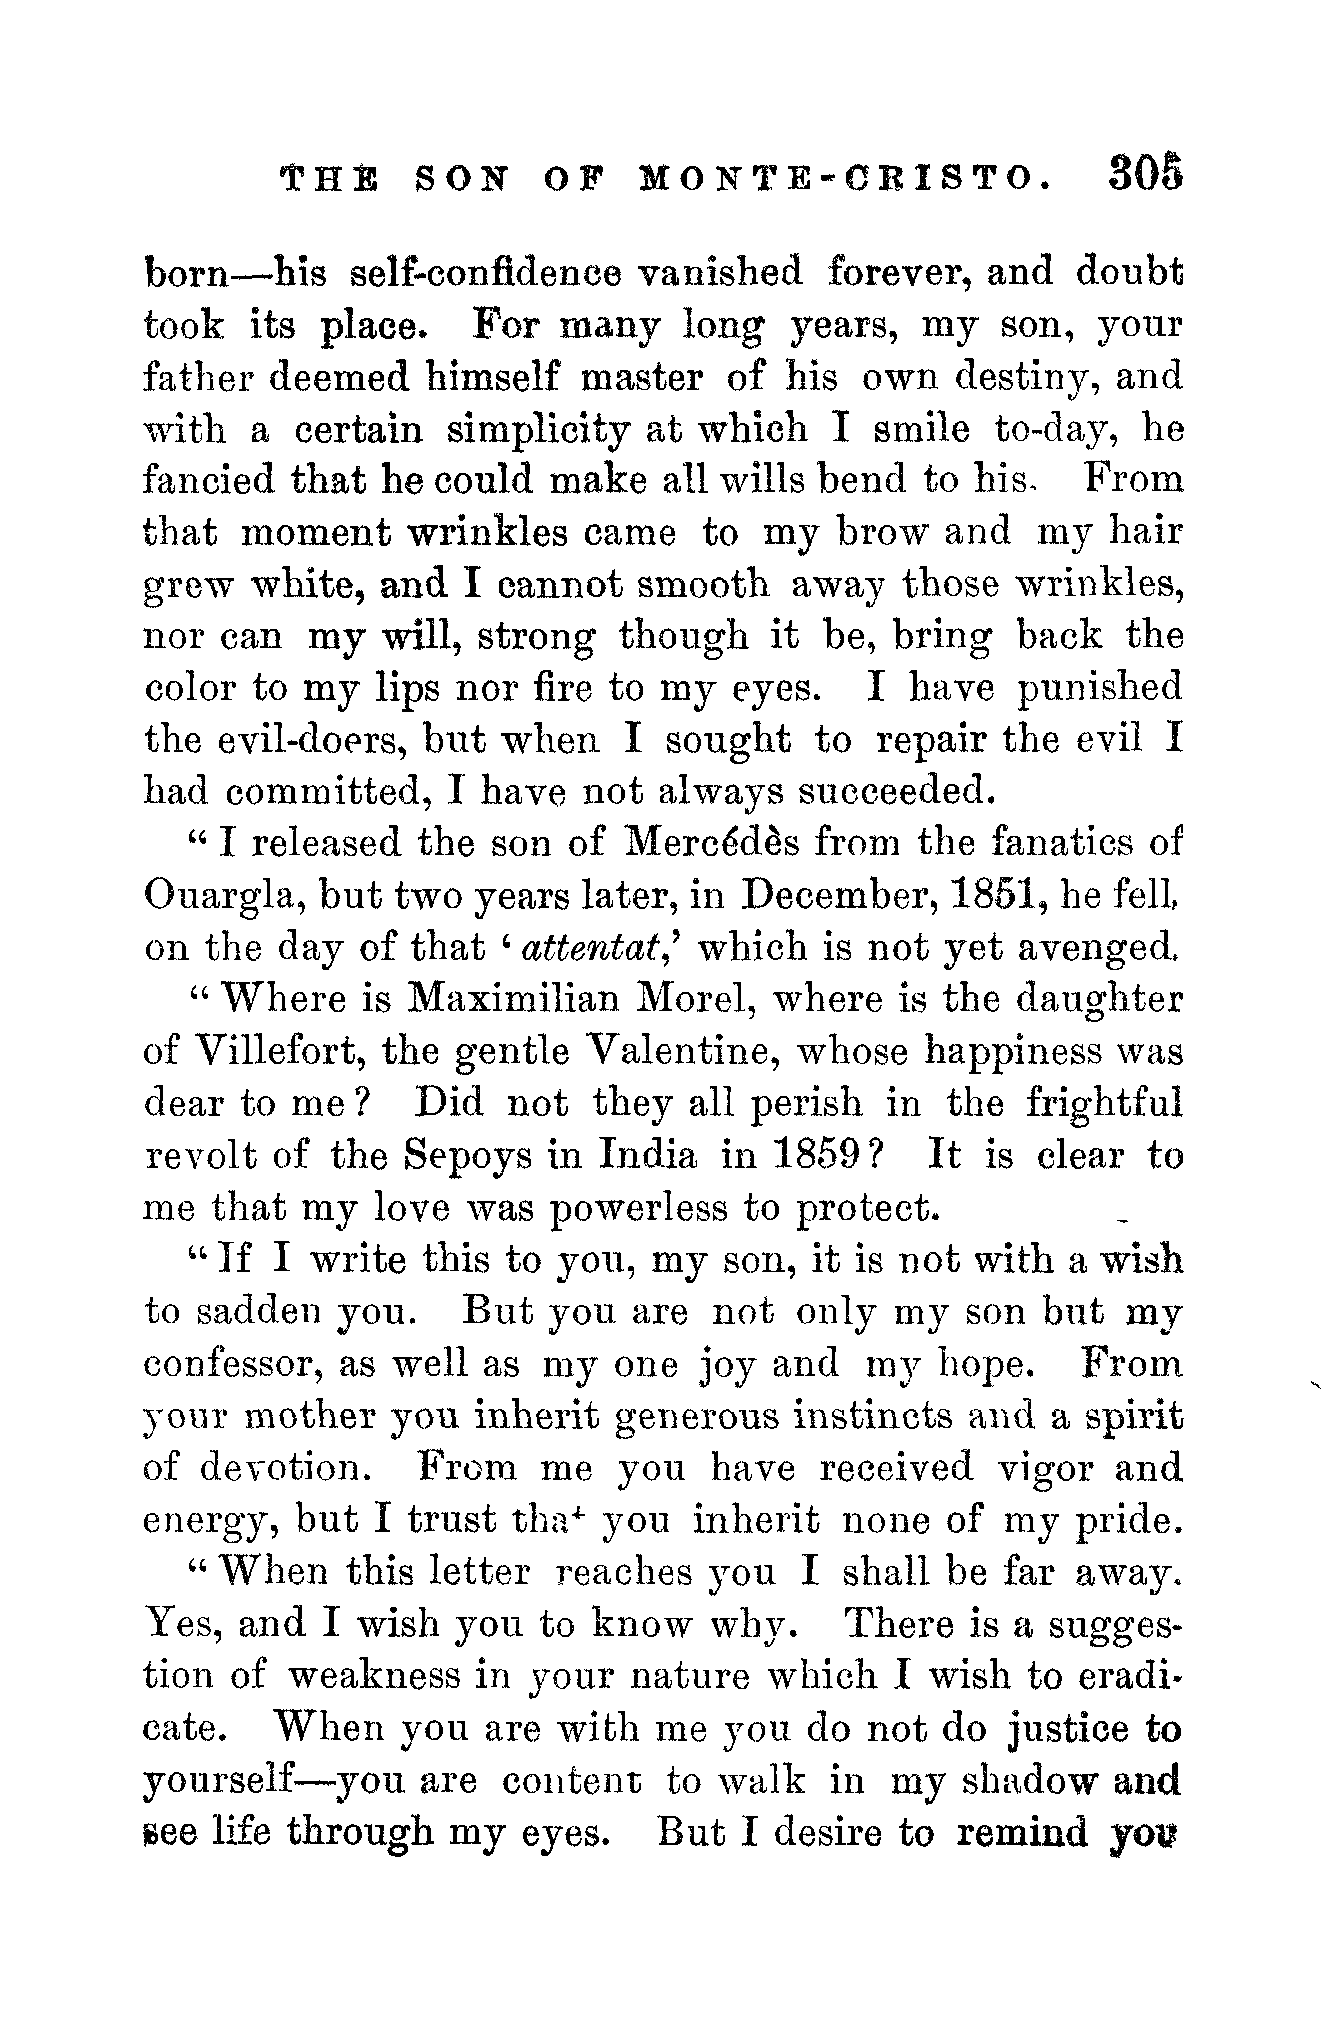 THE SON OF MONTE-CRISTO. 305
born—his self-confidence vanished forever, and doubt
took its place. For many long years, my son, your
father deemed himself master of his own destiny, and
with a certain simplicity at which I smile to-day, he
fancied that he could make all wills bend to his. From
that moment wrinkles came to my brow and my hair
grew white, and I cannot smooth away those wrinkles,
nor can my will, strong though it be, bring back the
color to my lips nor fire to my eyes. I have punished
the evil-doers, but when I sought to repair the evil I
had committed, I have not always succeeded.
“I released the son of Mercédès from the fanatics of
Ouargla, but two years later, in December, 1851, he fell,
on the day of that ‘attentat,’ which is not yet avenged.
“Where is Maximilian Morel, where is the daughter
of Villefort, the gentle Valentine, whose happiness was
dear to me? Did not they all perish in the frightful
revolt of the Sepoys in India in 1859? It is clear to
me that my love was powerless to protect.
“If I write this to you, my son, it is not with a wish
to sadden you. But you are not only my son but my
confessor, as well as my one joy and my hope. From
your mother you inherit generous instincts and a spirit
of devotion. From me you have received vigor and
energy, but I trust that you inherit none of my pride.
“When this letter reaches you I shall be far away.
Yes, and I wish you to know why. There is a sugges-
tion of weakness in your nature which I wish to eradi-
cate. When you are with me you do not do justice to
yourself—you are content to walk in my shadow and
see life through my eyes. But I desire to remind you